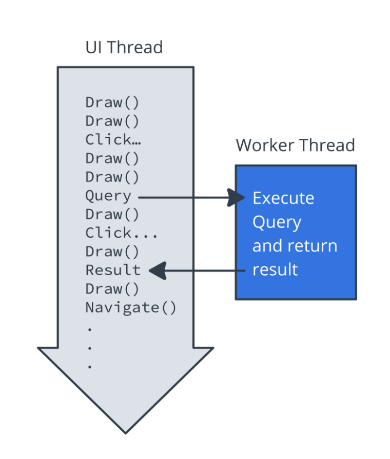 UI Thread
Draw()
Draw()
Click…
Draw()
Draw()
Query
Draw()
Click...
Draw()
Result
Draw()
Navigate()
.
.
.
Worker Thread
Execute
Query
and return
result